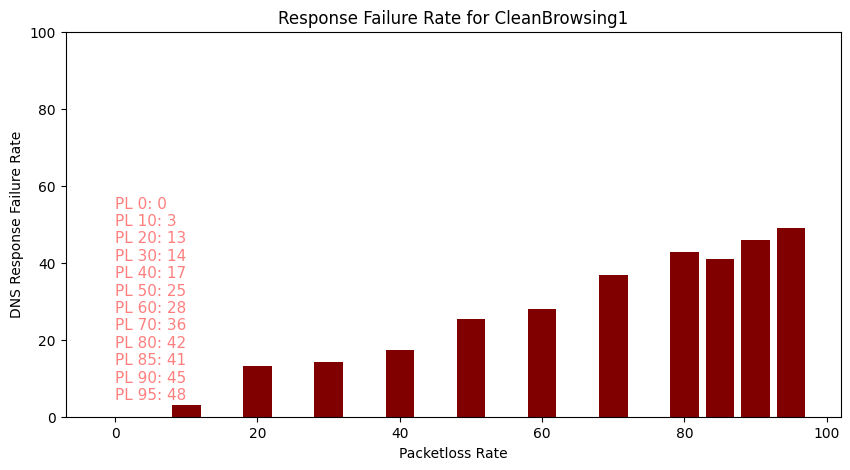 Response Failure Rate for CleanBrowsing1
100
80
60
40
20
0
DNS Response Failure Rate
PL 0: 0
PL 10: 3
PL 20: 13
PL 30: 14
PL 40: 17
PL 50: 25
PL 60: 28
PL 70: 36
PL 80: 42
PL 85: 41
PL 90: 45
PL 95: 48
0 20 40 60 80 100
Packetloss Rate